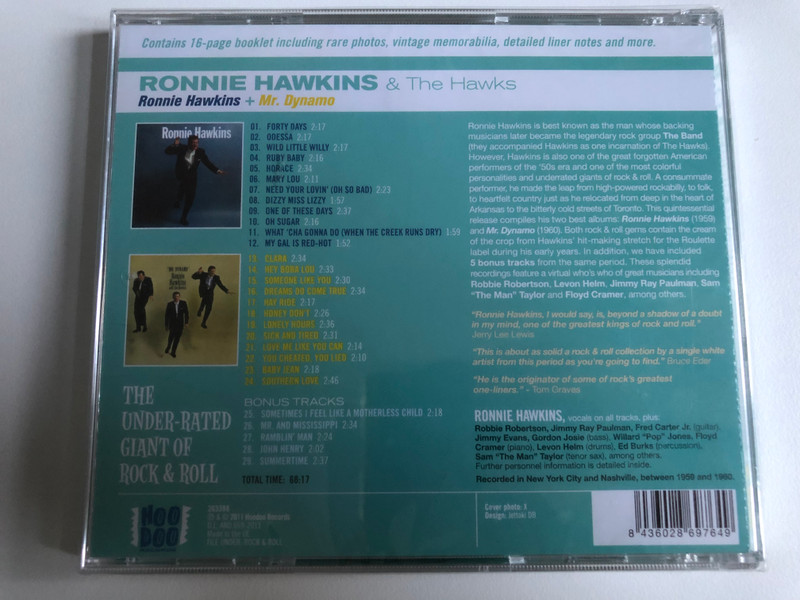 Contains 16-page booklet including rare photos, vintage memorabilia, detailed liner notes and more.
RONNIE HAWKINS & The Hawks
Ronnie Hawkins + Mr. Dynamo
Ronnie Hawkins
01. FORTY DAYS 2:17
02. ODESSA 2:17
03. WILD LITTLE WILLY 2:17
04. RUBY BABY 2:16
05. HORACE 2:34
06. MARY LOU 2:11
07. NEED YOUR LOVIN' (OH SO BAD) 2:23
08. DIZZY MISS LIZZY 1:57
09. ONE OF THESE DAYS 2:37
10. OH SUGAR 2:16
11. WHAT 'CHA GONNA DO (WHEN THE CREEK RUNS DRY) 1:59
12. MY GAL IS RED-HOT 1:52
13. CLARA 2:34
14. HEY BOBA LOU 2:33
15. SOMEONE LIKE YOU 2:30
16. DREAMS DO COME TRUE 2:34
17. HAY RIDE 2:17
18. HONEY DON'T 2:26
19. LONELY HOURS 2:36
20. SICK AND TIRED 2:31
21. LOVE ME LIKE YOU CAN 2:14
22. YOU CHEATED, YOU LIED 2:10
23. BABY JEAN 2:18
24. SOUTHERN LOVE 2:46
BONUS TRACKS
25. SOMETIMES I FEEL LIKE A MOTHERLESS CHILD 2:18
26. MR. AND MISSISSIPPI 2:34
27. RAMBLIN' MAN 2:24
28. JOHN HENRY 2:02
29. SUMMERTIME 2:37
TOTAL TIME: 68:17
THE
UNDER-RATED
GIANT OF
ROCK & ROLL
Ronnie Hawkins is best known as the man whose backing
musicians later became the legendary rock group The Band
(they accompanied Hawkins as one incarnation of The Hawks).
However, Hawkins is also one of the great forgotten American
performers of the '50s era and one of the most colorful
personalities and underrated giants of rock & roll. A consummate
performer, he made the leap from high-powered rockabilly, to folk,
to heartfelt country just as he relocated from deep in the heart of
Arkansas to the bitterly cold streets of Toronto. This quintessential
release compiles his two best albums: Ronnie Hawkins (1959)
and Mr. Dynamo (1960). Both rock & roll gems contain the cream
of the crop from Hawkins' hit-making stretch for the Roulette
label during his early years. In addition, we have included
5 bonus tracks from the same period. These splendid
recordings feature a virtual who's who of great musicians including
Robbie Robertson, Levon Helm, Jimmy Ray Paulman, Sam
"The Man" Taylor and Floyd Cramer, among others.
"Ronnie Hawkins, I would say, is, beyond a shadow of a doubt
in my mind, one of the greatest kings of rock and roll."
Jerry Lee Lewis
"This is about as solid a rock & roll collection by a single white
artist from this period as you're going to find." Bruce Eder
"He is the originator of some of rock's greatest
one-liners." - Tom Graves
RONNIE HAWKINS, vocals on all tracks, plus:
Robbie Robertson, Jimmy Ray Paulman, Fred Carter Jr. (guitar),
Jimmy Evans, Gordon Josie (bass), Willard "Pop" Jones, Floyd
Cramer (piano), Levon Helm (drums), Ed Burks (percussion),
Sam "The Man" Taylor (tenor sax), among others.
Further personnel information is detailed inside.
Recorded in New York City and Nashville, between 1959 and 1960.
HOO
DOO
2011 Hoodoo Records
Made in the EU.
FILE UNDER: ROCK & ROLL
Cover photo:
Design:
8 436028 697649